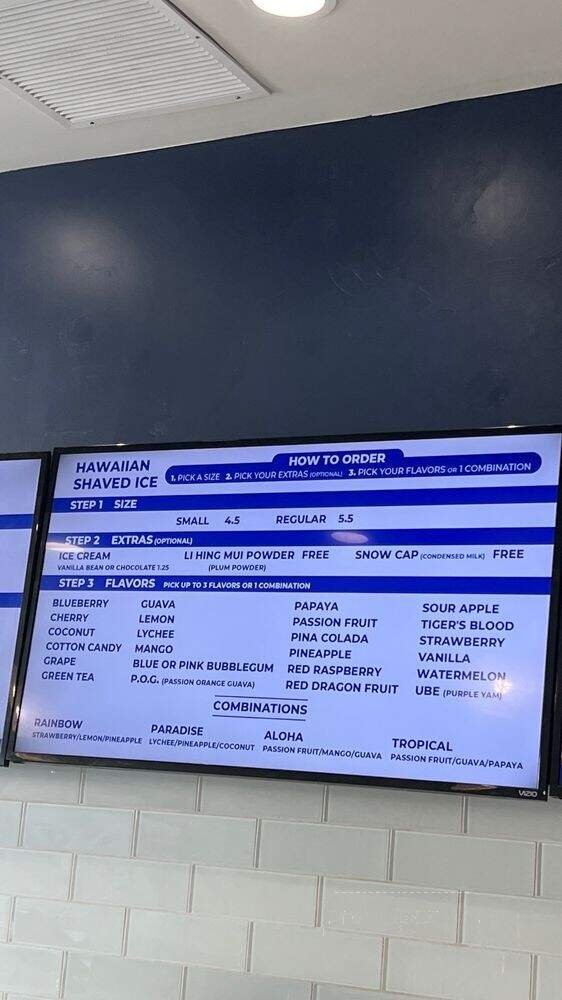 HAWAIIAN
SHAVED ICE
HOW TO ORDER
1. PICK A SIZE 2. PICK YOUR EXTRAS (OPTIONAL) 3. PICK YOUR FLAVORS OR 1 COMBINATION
STEP 1 SIZE
SMALL 4.5 REGULAR 5.5
STEP 2 EXTRAS (OPTIONAL)
ICE CREAM
VANILLA BEAN OR CHOCOLATE 1.25
LI HING MUI POWDER FREE
(PLUM POWDER)
SNOW CAP (CONDENSED MILK) FREE
STEP 3 FLAVORS PICK UP TO 3 FLAVORS OR 1 COMBINATION
BLUEBERRY
CHERRY
COCONUT
COTTON CANDY
GRAPE
GREEN TEA
GUAVA
LEMON
LYCHEE
MANGO
BLUE OR PINK BUBBLEGUM
P.O.G. (PASSION ORANGE GUAVA)
PAPAYA
PASSION FRUIT
PINA COLADA
PINEAPPLE
RED RASPBERRY
RED DRAGON FRUIT
SOUR APPLE
TIGER'S BLOOD
STRAWBERRY
VANILLA
WATERMELON
UBE (PURPLE YAM)
COMBINATIONS
RAINBOW
STRAWBERRY/LEMON/PINEAPPLE
PARADISE
LYCHEE/PINEAPPLE/COCONUT
ALOHA
PASSION FRUIT/MANGO/GUAVA
TROPICAL
PASSION FRUIT/GUAVA/PAPAYA
VIZIO